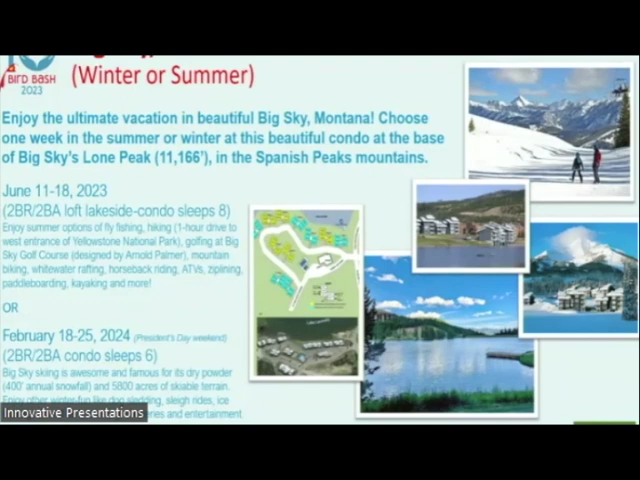 BIRD BASH
2023
(Winter or Summer)
Enjoy the ultimate vacation in beautiful Big Sky, Montana! Choose
one week in the summer or winter at this beautiful condo at the base
of Big Sky's Lone Peak (11,166'), in the Spanish Peaks mountains.
June 11-18, 2023
(2BR/2BA loft lakeside-condo sleeps 8)
Enjoy summer options of fly fishing, hiking (1-hour drive to
west entrance of Yellowstone National Park), golfing at Big
Sky Golf Course (designed by Arnold Palmer), mountain
biking, whitewater rafting, horseback riding, ATVs, ziplining,
paddleboarding, kayaking and more!
OR
February 18-25, 2024 (President's Day weekend)
(2BR/2BA condo sleeps 6)
Big Sky skiing is awesome and famous for its dry powder
(400' annual snowfall) and 5800 acres of skiable terrain.
Enjoy other winter-fun like dog sledding, sleigh rides, ice
Innovative Presentations
eries and entertainment